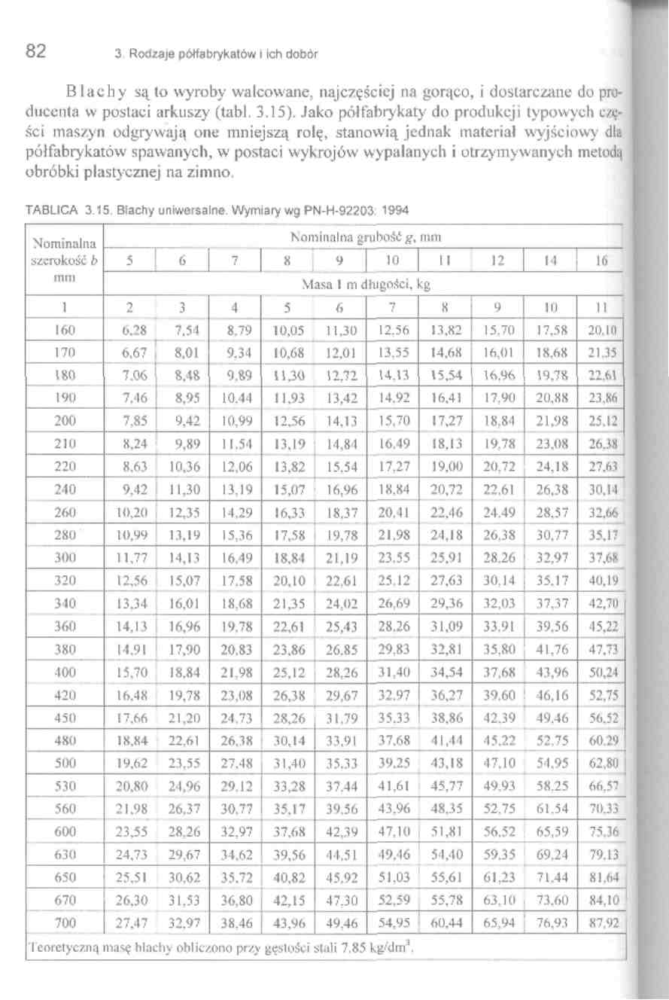 82 3. Rodzaje półfabrykatów i ich dobór
Blachy są to wyroby walcowane, najczęściej na gorąco, i dostarczane do pro-
ducenta w postaci arkuszy (tabl. 3.15). Jako półfabrykaty do produkcji typowych czę-
ści maszyn odgrywają one mniejszą rolę, stanowią jednak materiał wyjściowy dla
półfabrykatów spawanych, w postaci wykrojów wypalanych i otrzymywanych metodą
obróbki plastycznej na zimno.
TABLICA 3.15. Blachy uniwersalne. Wymiary wg PN-H-92203: 1994
Nominalna szerokość b mm
Nominalna grubość g, mm
5 6 7 8 9 10 11 12 14 16
Masa 1 m długości, kg
1 2 3 4 5 6 7 8 9 10 11
160 6,28 7,54 8,79 10,05 11,30 12,56 13,82 15,70 17,58 20,10
170 6,67 8,01 9,34 10,68 12,01 13,55 14,68 16,01 18,68 21,35
180 7,06 8,48 9,89 11,30 12,72 14,13 15,54 16,96 19,78 22,61
190 7,46 8,95 10,44 11,93 13,42 14,92 16,41 17,90 20,88 23,86
200 7,85 9,42 10,99 12,56 14,13 15,70 17,27 18,84 21,98 25,12
210 8,24 9,89 11,54 13,19 14,84 16,49 18,13 19,78 23,08 26,38
220 8,63 10,36 12,06 13,82 15,54 17,27 19,00 20,72 24,18 27,63
240 9,42 11,30 13,19 15,07 16,96 18,84 20,72 22,61 26,38 30,14
260 10,20 12,35 14,29 16,33 18,37 20,41 22,46 24,49 28,57 32,66
280 10,99 13,19 15,36 17,58 19,78 21,98 24,18 26,38 30,77 35,17
300 11,77 14,13 16,49 18,84 21,19 23,55 25,91 28,26 32,97 37,68
320 12,56 15,07 17,58 20,10 22,61 25,12 27,63 30,14 35,17 40,19
340 13,34 16,01 18,68 21,35 24,02 26,69 29,36 32,03 37,37 42,70
360 14,13 16,96 19,78 22,61 25,43 28,26 31,09 33,91 39,56 45,22
380 14,91 17,90 20,83 23,86 26,85 29,83 32,81 35,80 41,76 47,73
400 15,70 18,84 21,98 25,12 28,26 31,40 34,54 37,68 43,96 50,24
420 16,48 19,78 23,08 26,38 29,67 32,97 36,27 39,60 46,16 52,75
450 17,66 21,20 24,73 28,26 31,79 35,33 38,86 42,39 49,46 56,52
480 18,84 22,61 26,38 30,14 33,91 37,68 41,44 45,22 52,75 60,29
500 19,62 23,55 27,48 31,40 35,33 39,25 43,18 47,10 54,95 62,80
530 20,80 24,96 29,12 33,28 37,44 41,61 45,77 49,93 58,25 66,57
560 21,98 26,37 30,77 35,17 39,56 43,96 48,35 52,75 61,54 70,33
600 23,55 28,26 32,97 37,68 42,39 47,10 51,81 56,52 65,59 75,36
630 24,73 29,67 34,62 39,56 44,51 49,46 54,40 59,35 69,24 79,13
650 25,51 30,62 35,72 40,82 45,92 51,03 55,61 61,23 71,44 81,64
670 26,30 31,53 36,80 42,15 47,30 52,59 55,78 63,10 73,60 84,10
700 27,47 32,97 38,46 43,96 49,46 54,95 60,44 65,94 76,93 87,92
Teoretyczną masę blachy obliczono przy gęstości stali 7,85 kg/dm³.